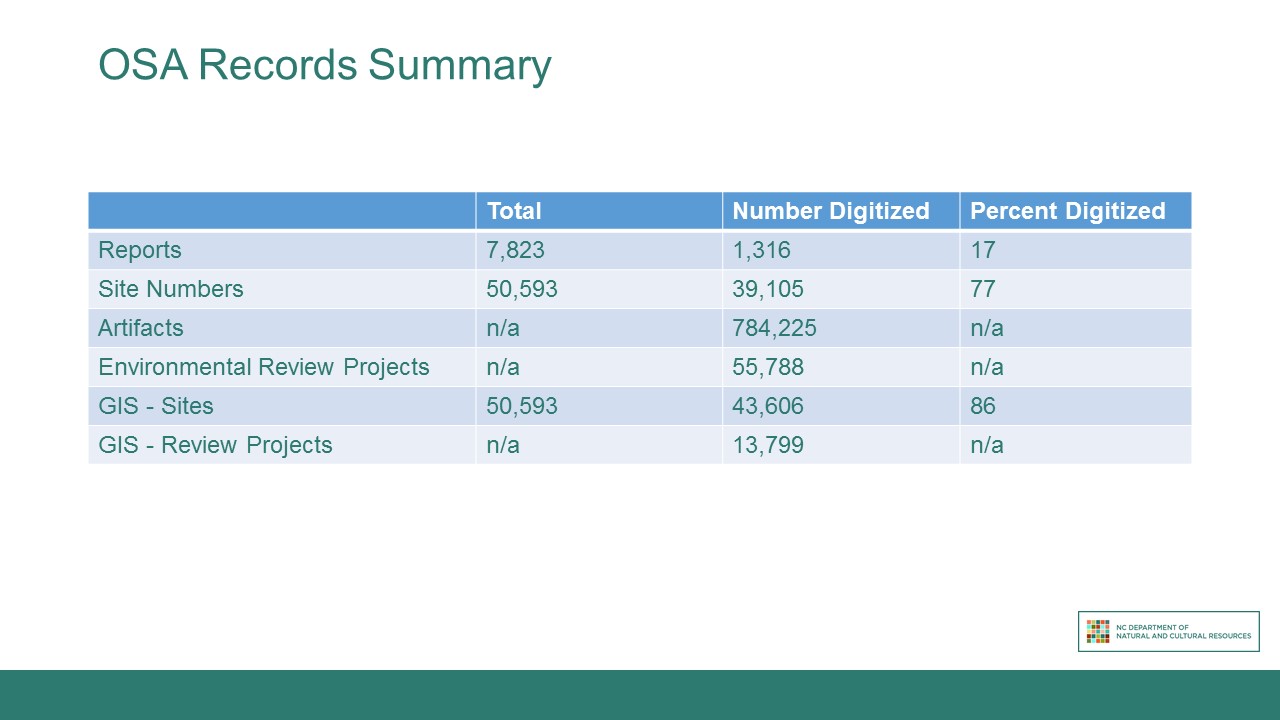 OSA Records Summary
Total Number Digitized Percent Digitized
Reports 7,823 1,316 17
Site Numbers 50,593 39,105 77
Artifacts n/a 784,225 n/a
Environmental Review Projects n/a 55,788 n/a
GIS - Sites 50,593 43,606 86
GIS - Review Projects n/a 13,799 n/a
NC DEPARTMENT OF
NATURAL AND CULTURAL RESOURCES